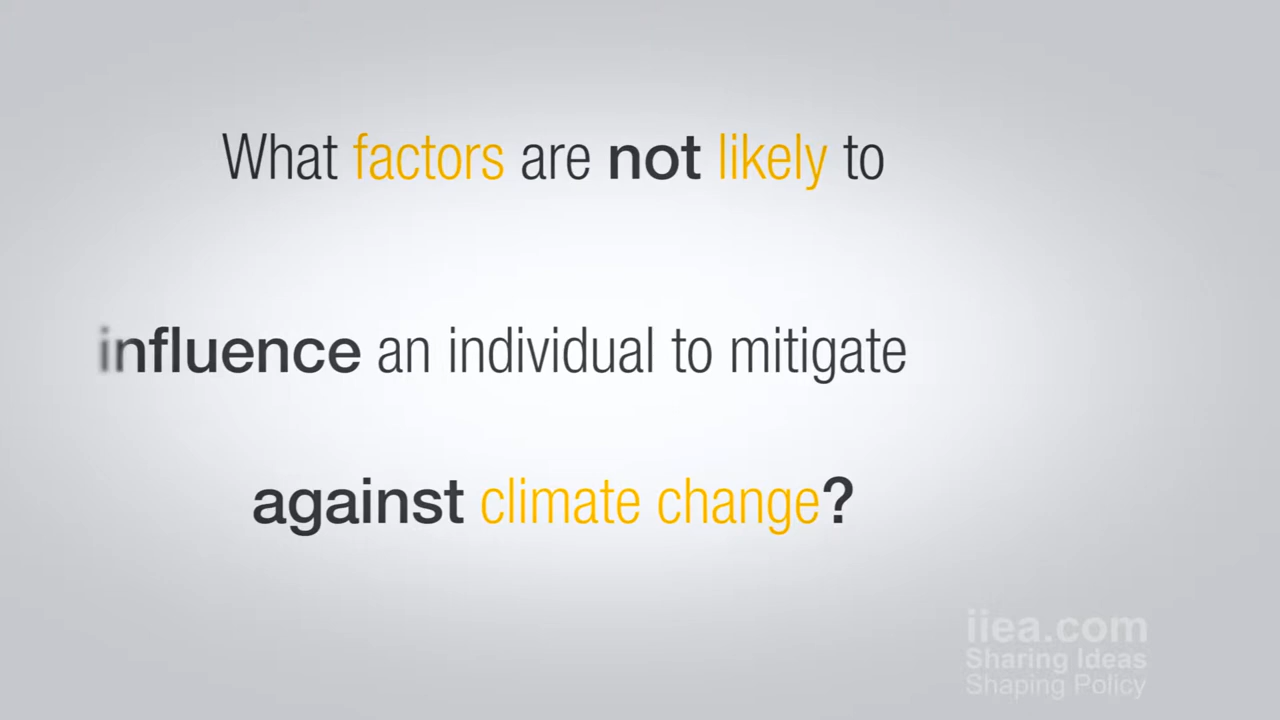 What factors are not likely to
influence an individual to mitigate
against climate change?
iiea.com
Sharing Ideas
Shaping Policy